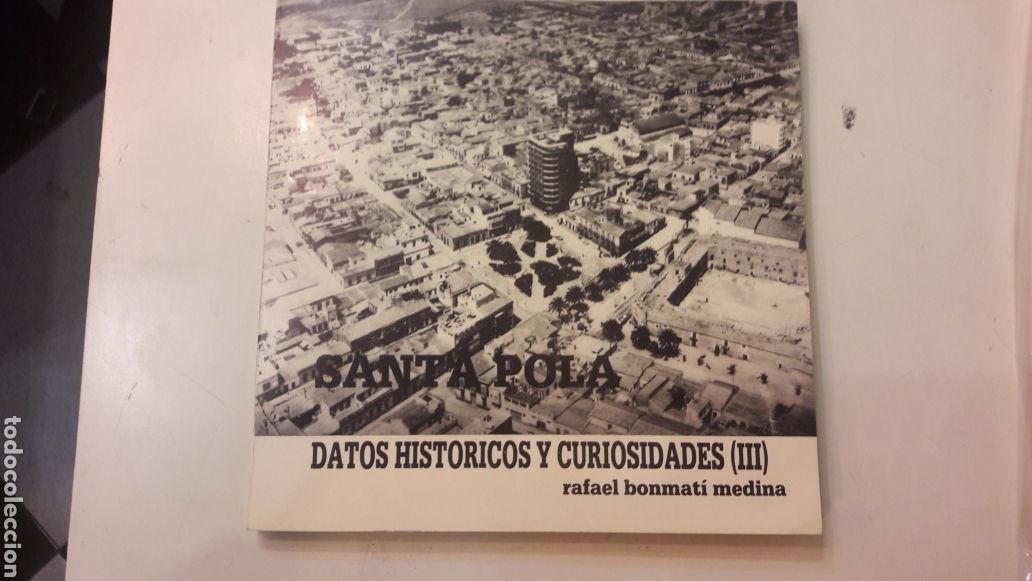 SANTA POLA
DATOS HISTORICOS Y CURIOSIDADES (III)
rafael bonmatí medina
todocoleccion